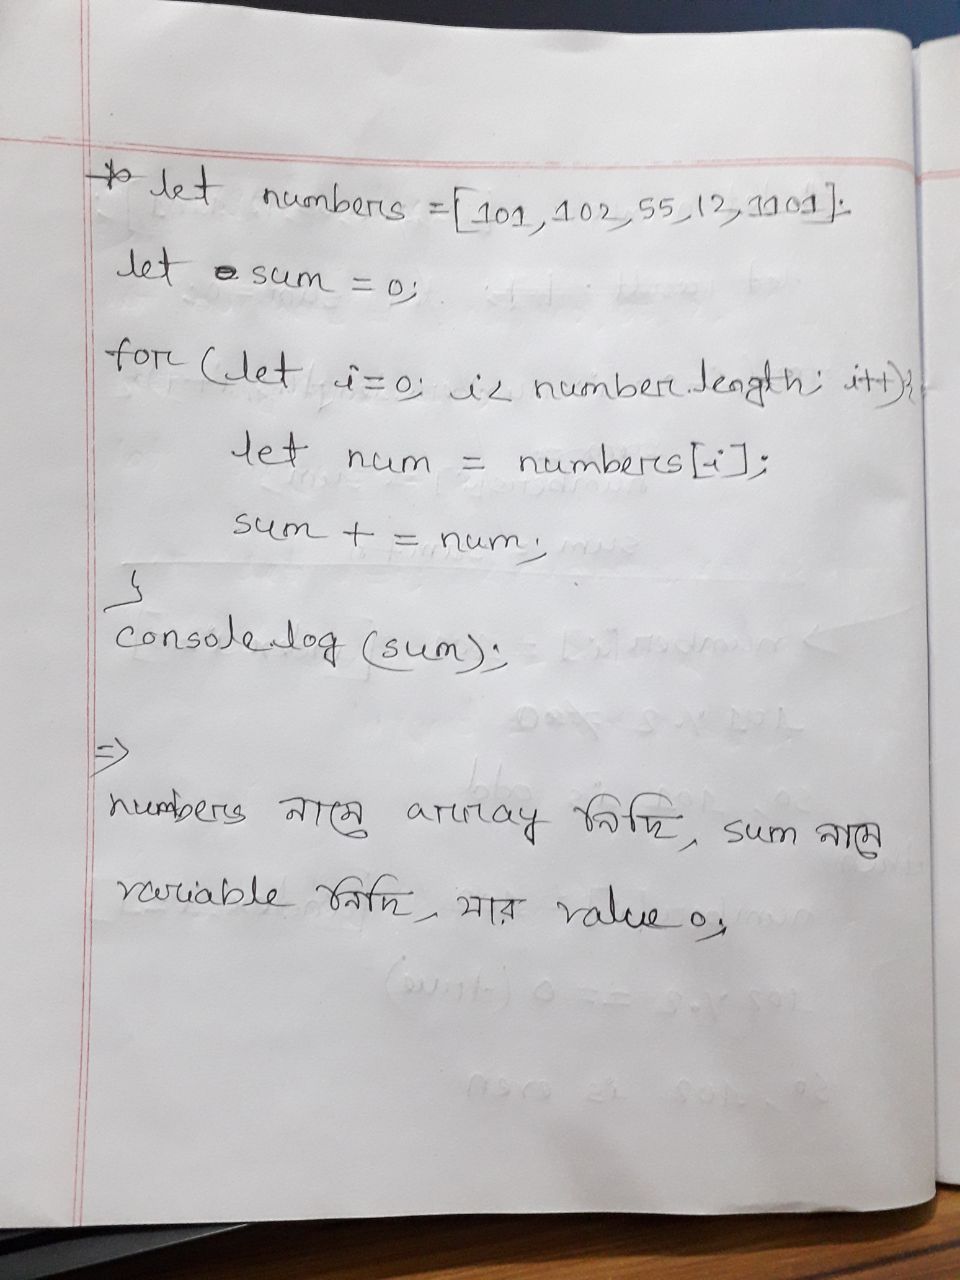 let numbers = [101, 102, 55, 12, 1101];
let sum = 0;
for (let i=0; i< number.length; i++){
let num = numbers[i];
sum + = num;
}
console.log (sum);
=>
numbers নামে array নিছি, sum নামে
variable নিছি, যার value 0;